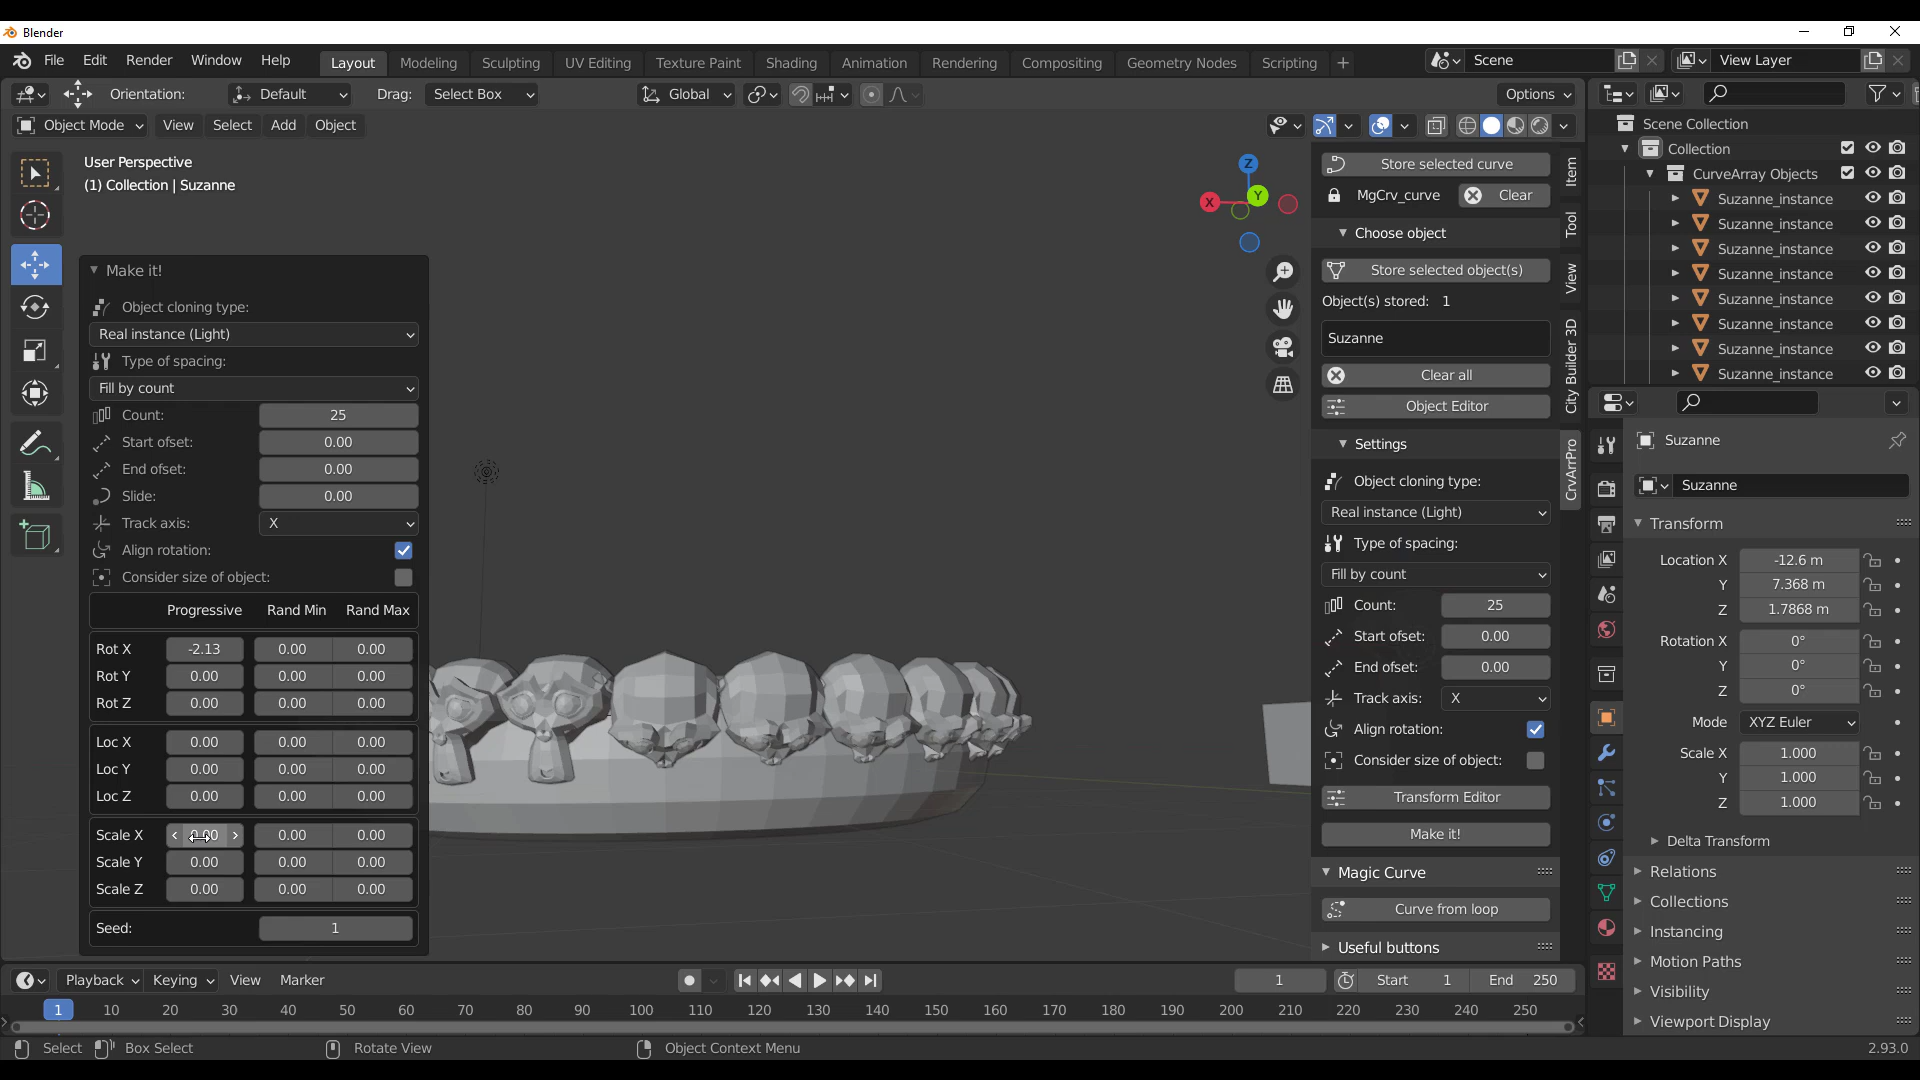 Blender
File Edit Render Window Help Layout Modeling Sculpting UV Editing Texture Paint Shading Animation Rendering Compositing Geometry Nodes Scripting + Scene View Layer
Orientation: Default Drag: Select Box Global Options
Object Mode View Select Add Object
User Perspective
(1) Collection | Suzanne
Make it!
Object cloning type:
Real instance (Light)
Type of spacing:
Fill by count
Count: 25
Start ofset: 0.00
End ofset: 0.00
Slide: 0.00
Track axis: X
Align rotation:
Consider size of object:
Progressive Rand Min Rand Max
Rot X -2.13 0.00 0.00
Rot Y 0.00 0.00 0.00
Rot Z 0.00 0.00 0.00
Loc X 0.00 0.00 0.00
Loc Y 0.00 0.00 0.00
Loc Z 0.00 0.00 0.00
Scale X 0.00 0.00 0.00
Scale Y 0.00 0.00 0.00
Scale Z 0.00 0.00 0.00
Seed: 1
Z
X
Y
Store selected curve
MgCrv_curve Clear
Choose object
Store selected object(s)
Object(s) stored: 1
Suzanne
Clear all
Object Editor
Settings
Object cloning type:
Real instance (Light)
Type of spacing:
Fill by count
Count: 25
Start ofset: 0.00
End ofset: 0.00
Track axis: X
Align rotation:
Consider size of object:
Transform Editor
Make it!
Magic Curve
Curve from loop
Useful buttons
Item
Tool
View
City Builder 3D
CrvArrPro
Scene Collection
Collection
CurveArray Objects
Suzanne_instance
Suzanne_instance
Suzanne_instance
Suzanne_instance
Suzanne_instance
Suzanne_instance
Suzanne_instance
Suzanne_instance
Suzanne
Suzanne
Transform
Location X -12.6 m
Y 7.368 m
Z 1.7868 m
Rotation X 0°
Y 0°
Z 0°
Mode XYZ Euler
Scale X 1.000
Y 1.000
Z 1.000
Delta Transform
Relations
Collections
Instancing
Motion Paths
Visibility
Viewport Display
Playback Keying View Marker 1 Start 1 End 250
1 10 20 30 40 50 60 70 80 90 100 110 120 130 140 150 160 170 180 190 200 210 220 230 240 250
Select Box Select Rotate View Object Context Menu 2.93.0